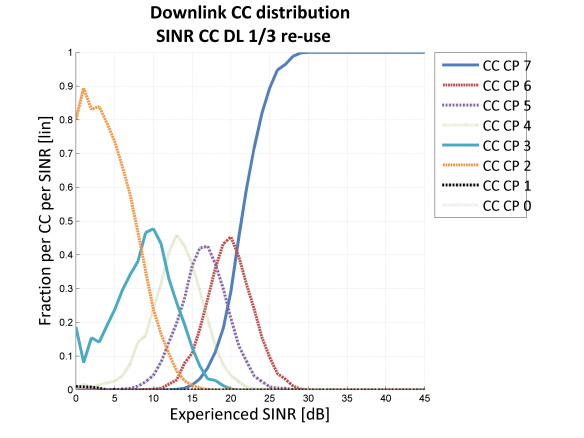 Downlink CC distribution
SINR CC DL 1/3 re-use
Fraction per CC per SINR [lin]
1
0.9
0.8
0.7
0.6
0.5
0.4
0.3
0.2
0.1
0
0 5 10 15 20 25 30 35 40 45
Experienced SINR [dB]
CC CP 7
CC CP 6
CC CP 5
CC CP 4
CC CP 3
CC CP 2
CC CP 1
CC CP 0